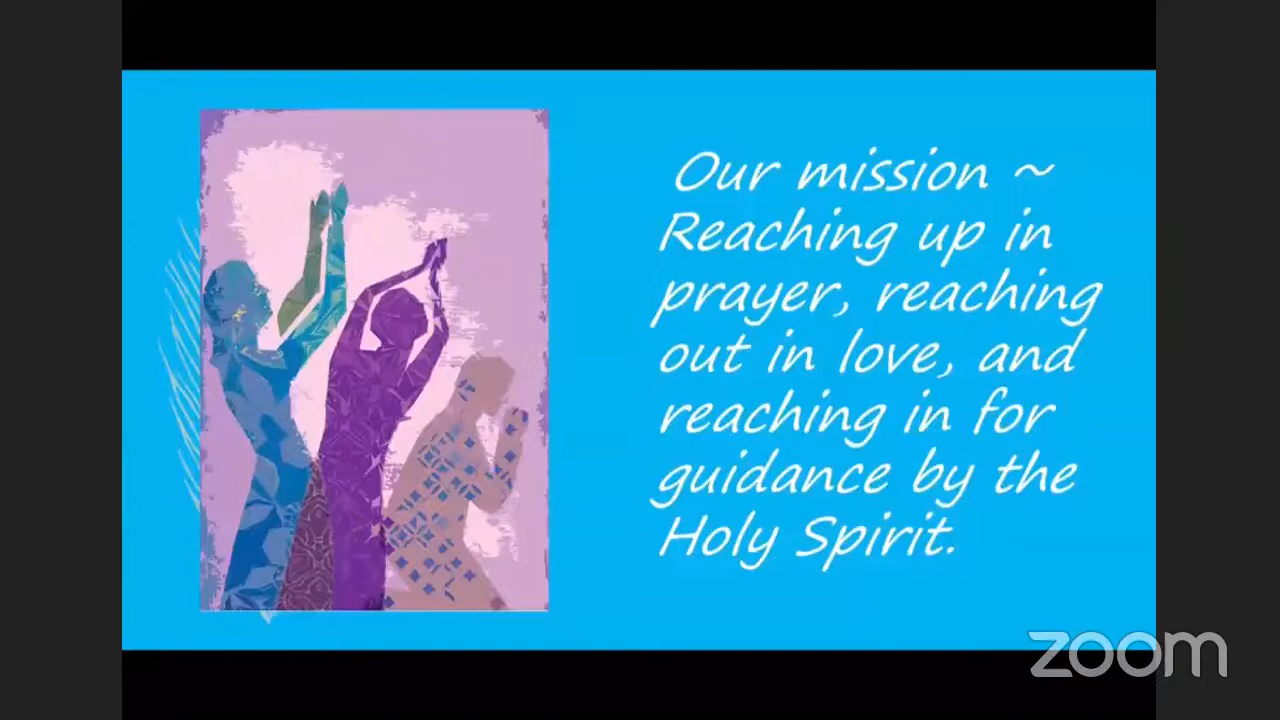 Our mission ~
Reaching up in
prayer, reaching
out in love, and
reaching in for
guidance by the
Holy Spirit.
zoom